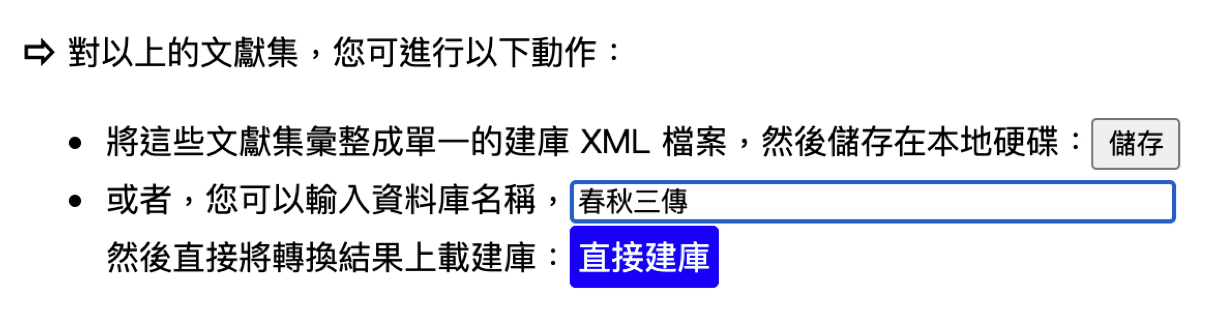 ⇨ 對以上的文獻集，您可進行以下動作：
• 將這些文獻集彙整成單一的建庫 XML 檔案，然後儲存在本地硬碟： 儲存
• 或者，您可以輸入資料庫名稱， 春秋三傳
然後直接將轉換結果上載建庫： 直接建庫